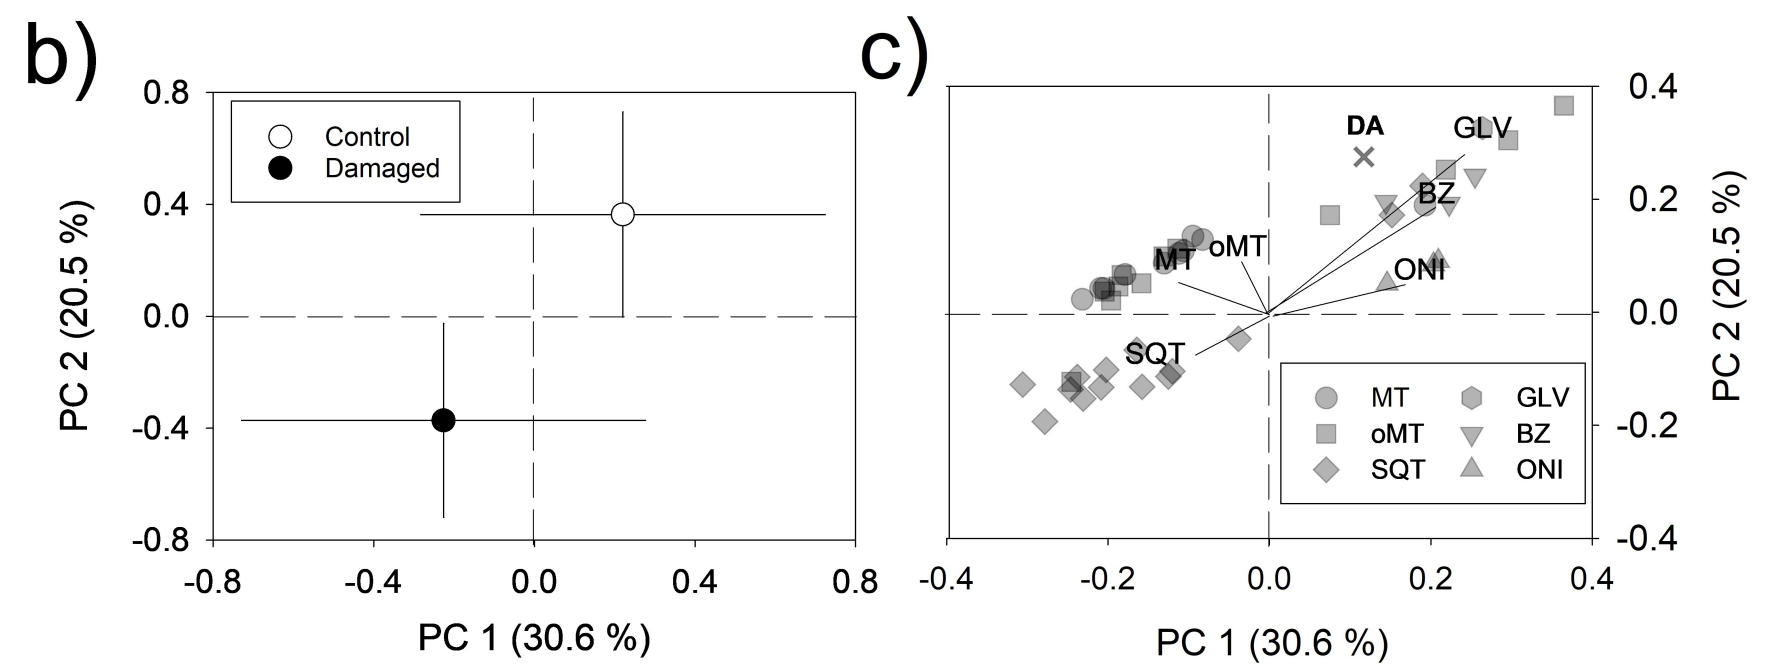 b)
0.8
0.4
0.0
-0.4
-0.8
PC 2 (20.5 %)
Control
Damaged
-0.8
-0.4
0.0
0.4
0.8
PC 1 (30.6 %)
c)
DA
GLV
BZ
ONI
oMT
MT
SQT
MT
GLV
oMT
BZ
SQT
ONI
0.4
0.2
0.0
-0.2
-0.4
PC 2 (20.5 %)
-0.4
-0.2
0.0
0.2
0.4
PC 1 (30.6 %)